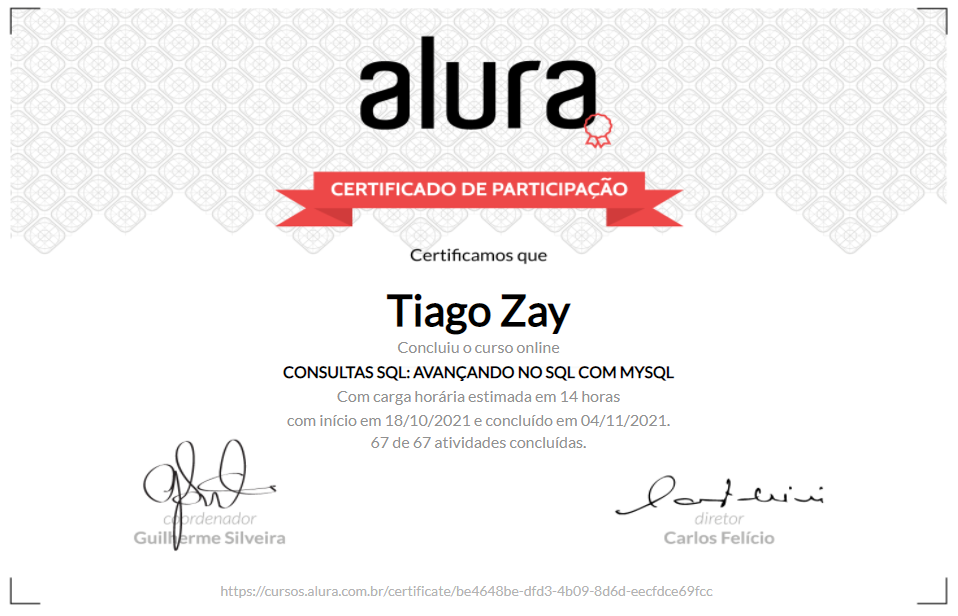 alura
CERTIFICADO DE PARTICIPAÇÃO
Certificamos que
Tiago Zay
Concluiu o curso online
CONSULTAS SQL: AVANÇANDO NO SQL COM MYSQL
Com carga horária estimada em 14 horas
com início em 18/10/2021 e concluído em 04/11/2021.
67 de 67 atividades concluídas.
coordenador
Guilherme Silveira
diretor
Carlos Felício
https://cursos.alura.com.br/certificate/be4648be-dfd3-4b09-8d6d-eecfdce69fcc